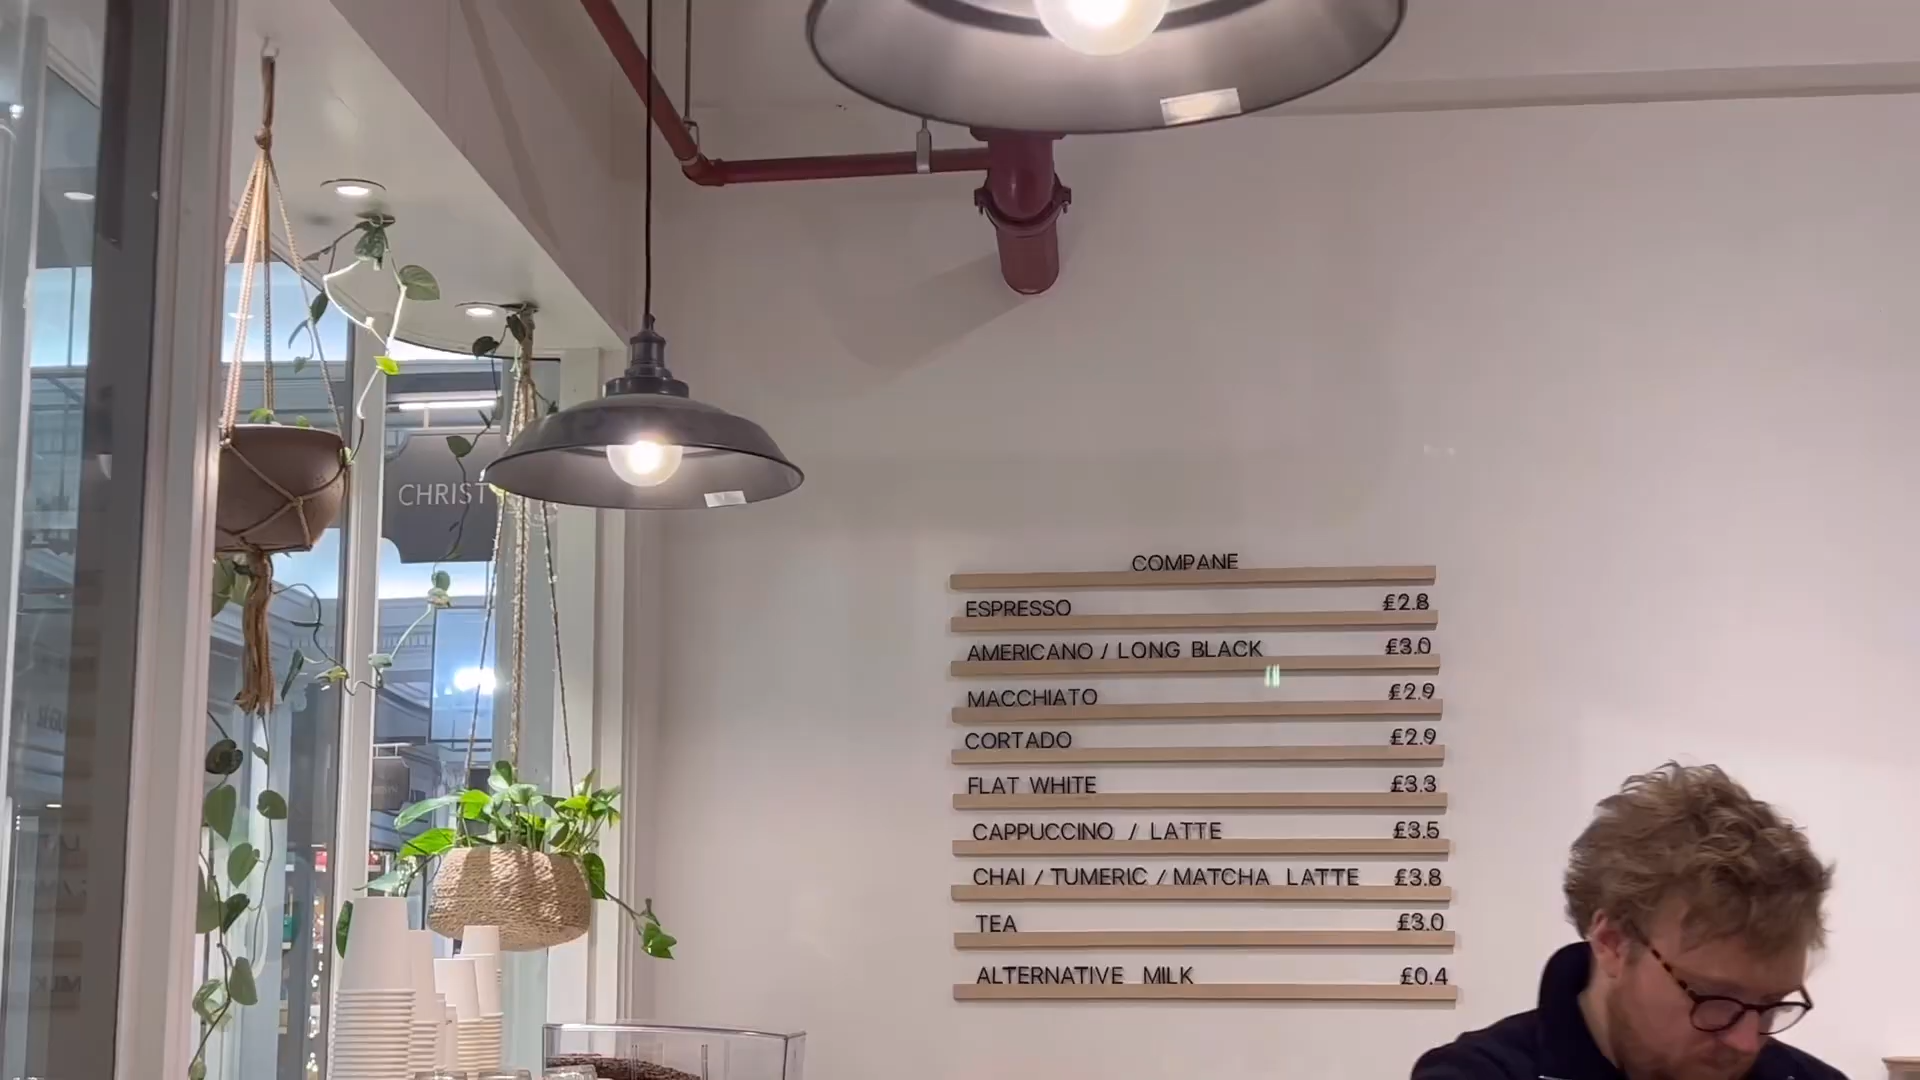 CHRIST
COMPANE
ESPRESSO £2.8
AMERICANO / LONG BLACK £3.0
MACCHIATO £2.9
CORTADO £2.9
FLAT WHITE £3.3
CAPPUCCINO / LATTE £3.5
CHAI / TUMERIC / MATCHA LATTE £3.8
TEA £3.0
ALTERNATIVE MILK £0.4